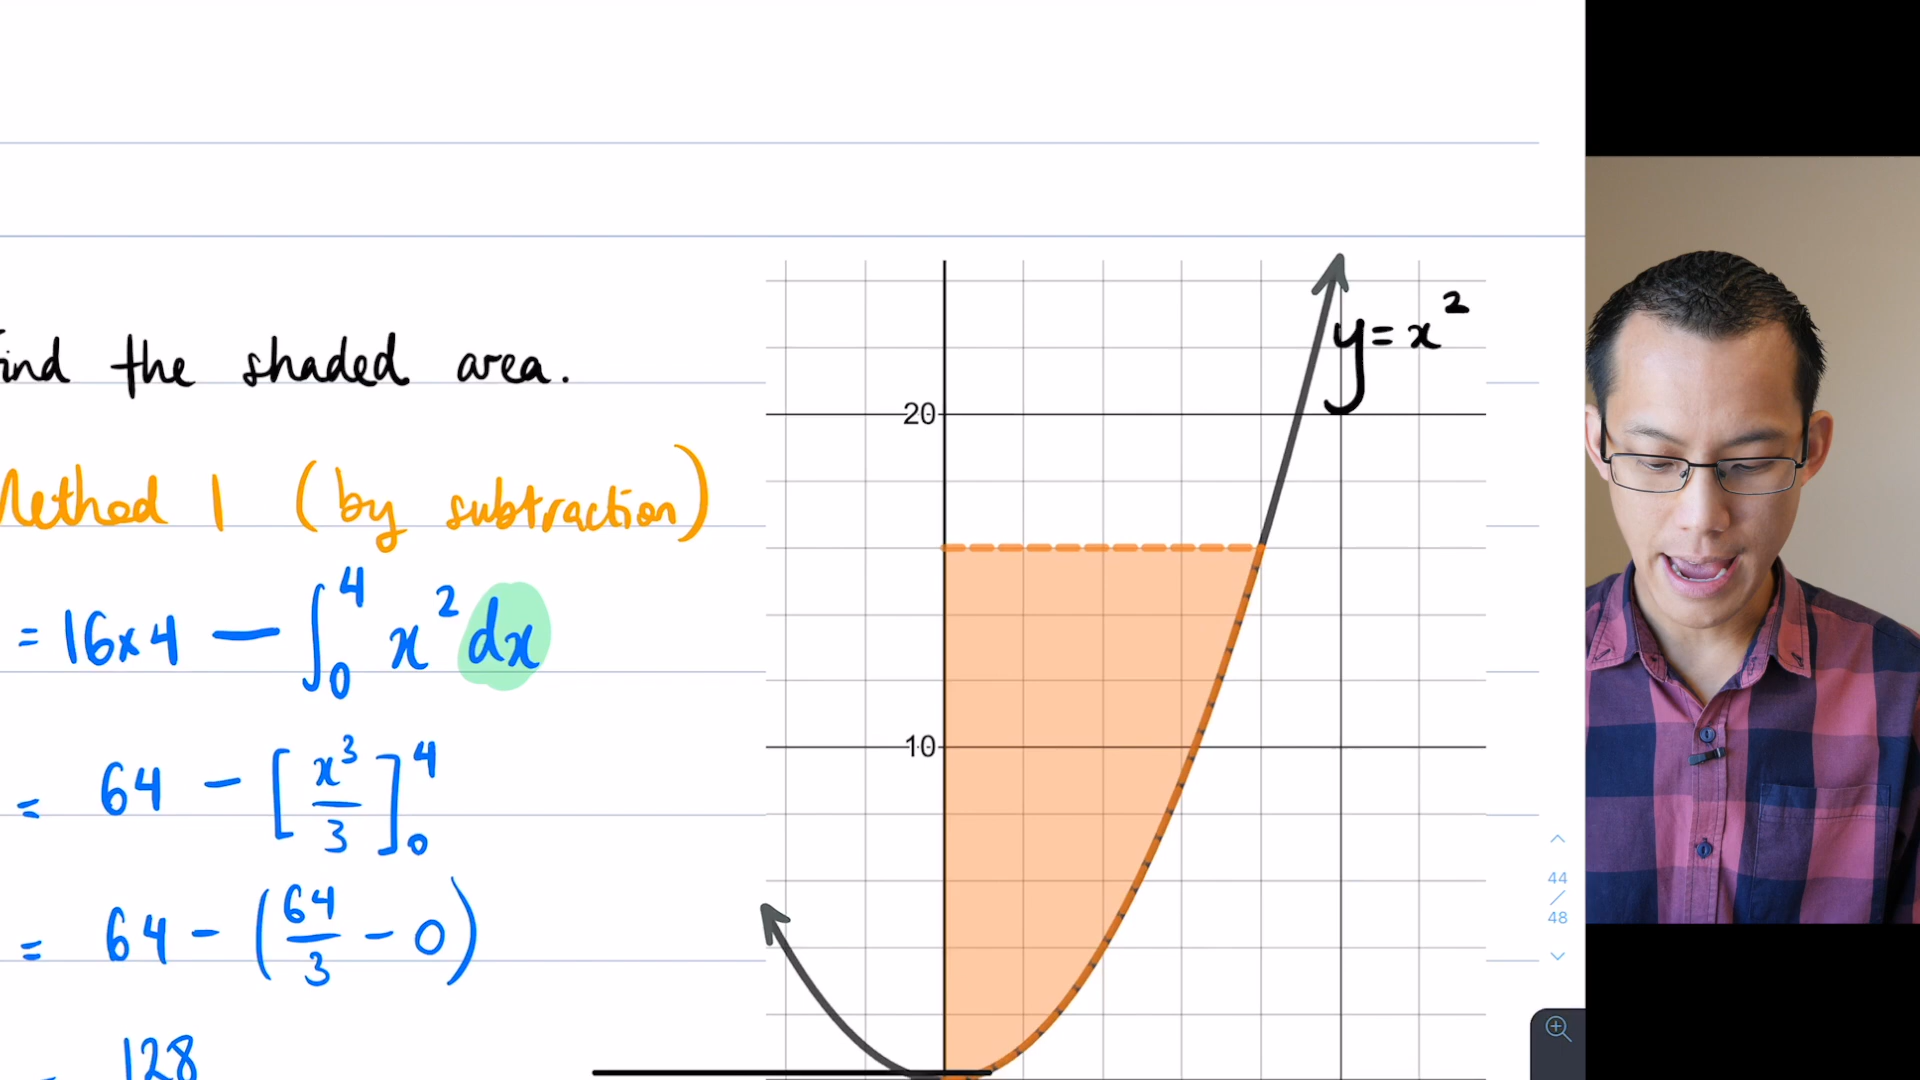 ind the shaded area.
Method 1 (by subtraction)
= 16×4 − ∫₀⁴ x² dx
= 64 − [x³/3]₀⁴
= 64 − (64/3 − 0)
= 128
y = x²
20
10
44
/
48